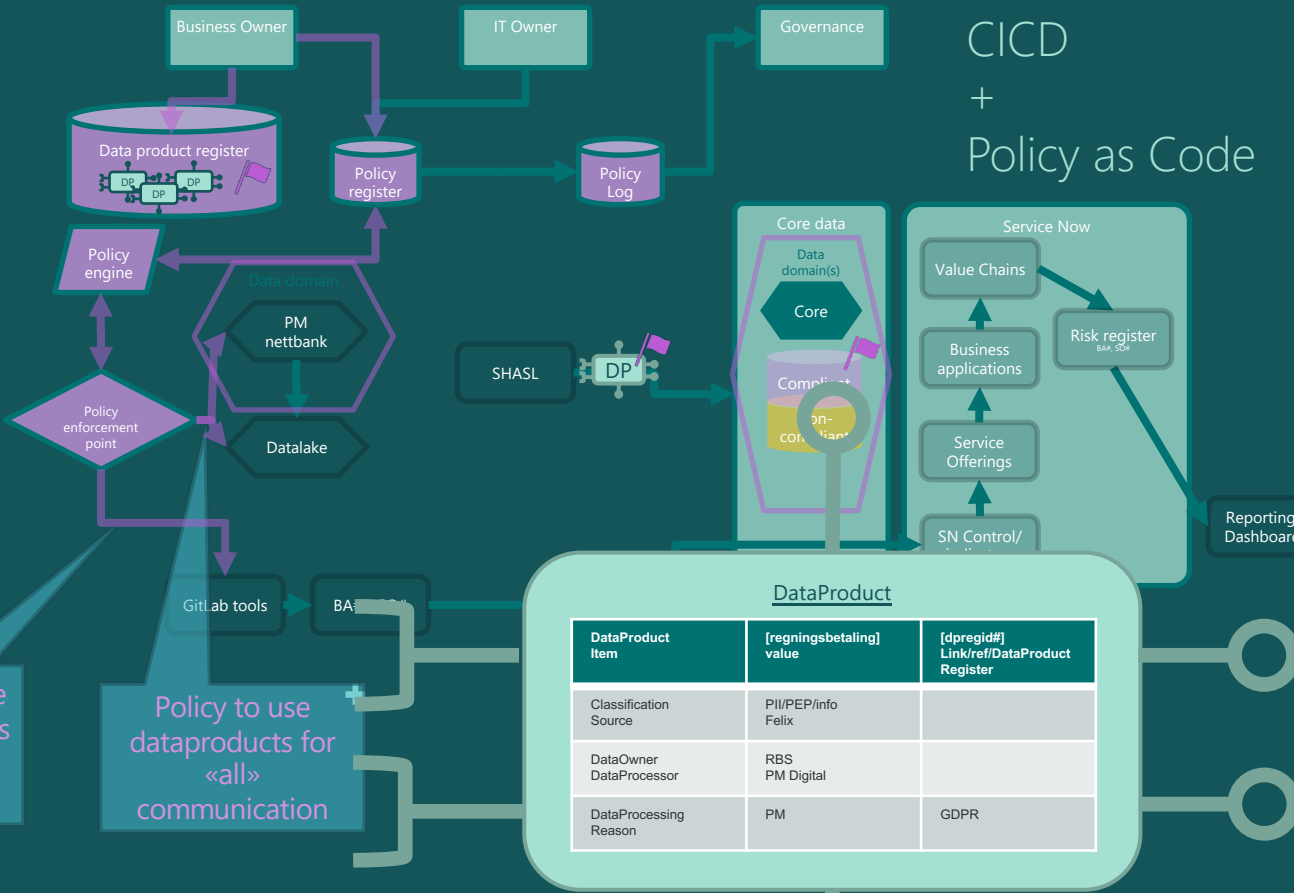 Business Owner
IT Owner
Governance
CICD
+
Policy as Code
Data product register
DP
DP
DP
Policy
register
Policy
Log
Policy
engine
Data domain
PM
nettbank
Datalake
Policy
enforcement
point
SHASL
DP
Core data
Data
domain(s)
Core
Compliant
Service Now
Value Chains
Business
applications
Service
Offerings
SN Control/
Risk register
BA#, SO#
Reporting
GitLab tools
Policy to use
dataproducts for
«all»
communication
DataProduct
DataProduct
Item
[regningsbetaling]
value
[dpregid#]
Link/ref/DataProduct
Register
Classification
Source
PII/PEP/info
Felix
DataOwner
DataProcessor
RBS
PM Digital
DataProcessing
Reason
PM
GDPR